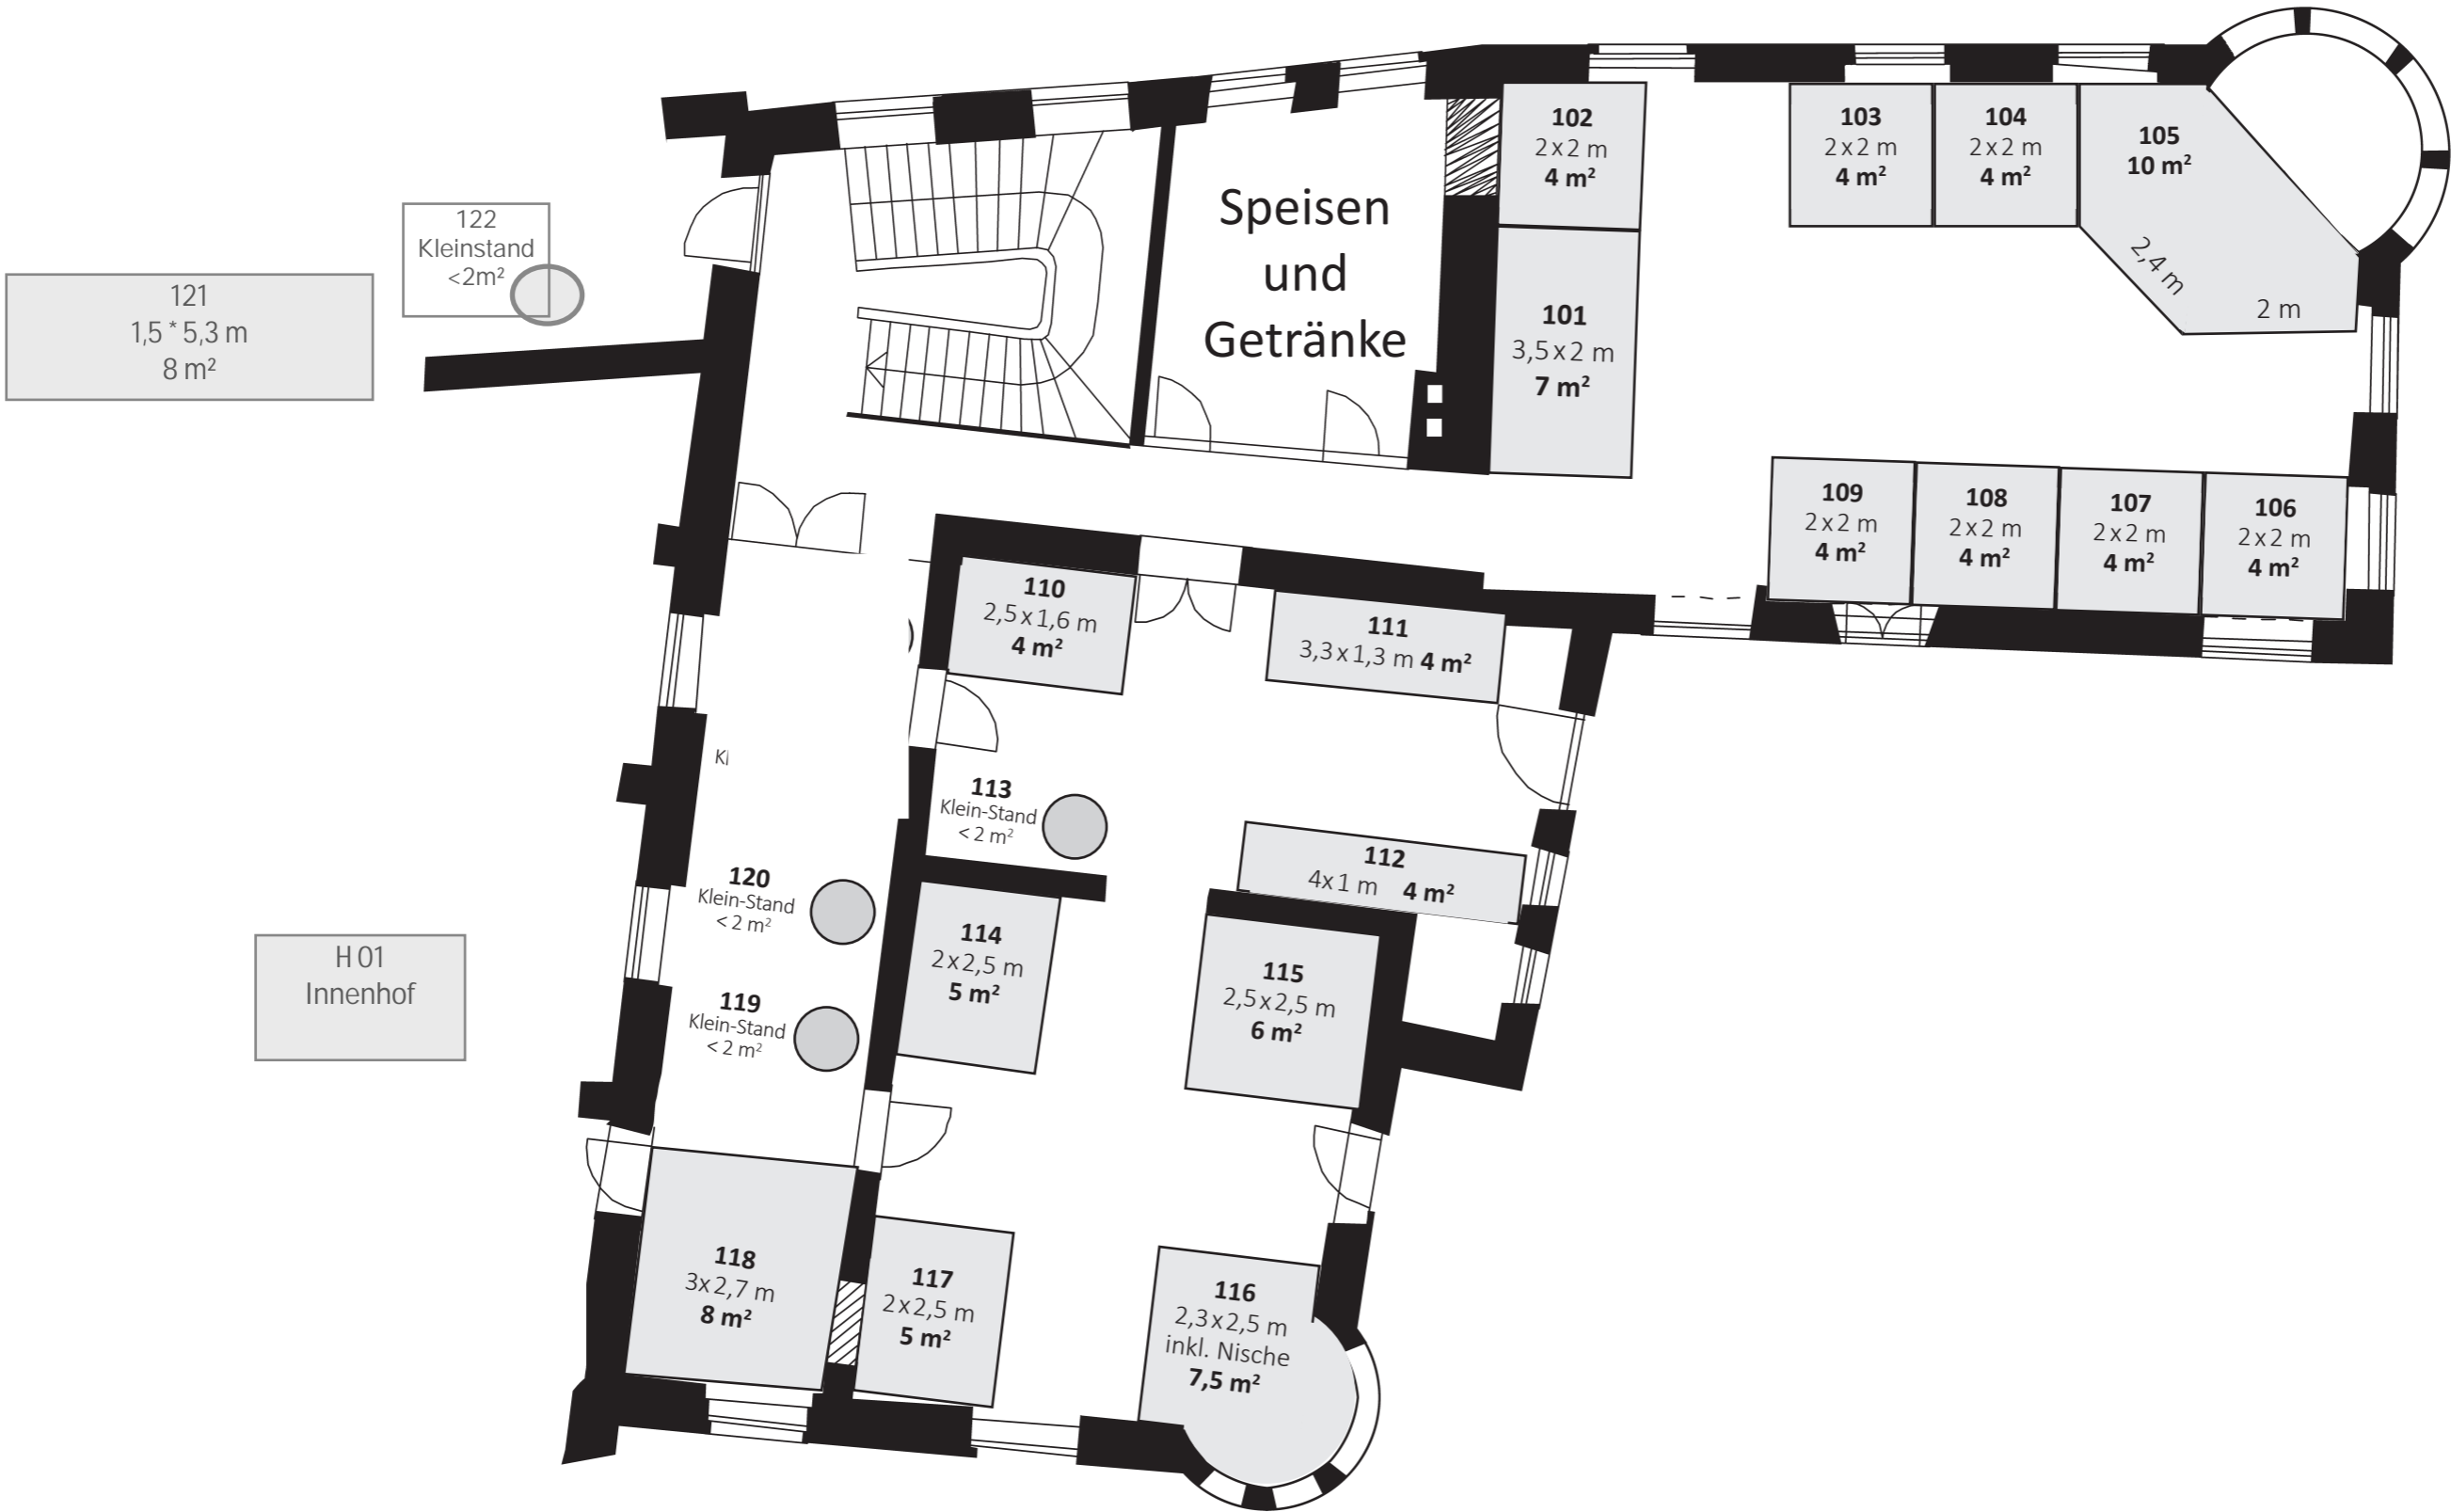 102
2 x 2 m
4 m²
103
2 x 2 m
4 m²
104
2 x 2 m
4 m²
105
10 m²
2,4 m
2 m
Speisen
und
Getränke
101
3,5 x 2 m
7 m²
122
Kleinstand
<2m²
121
1,5 * 5,3 m
8 m²
109
2 x 2 m
4 m²
108
2 x 2 m
4 m²
107
2 x 2 m
4 m²
106
2 x 2 m
4 m²
110
2,5 x 1,6 m
4 m²
111
3,3 x 1,3 m 4 m²
113
Klein-Stand
< 2 m²
112
4x 1 m 4 m²
120
Klein-Stand
< 2 m²
114
2 x 2,5 m
5 m²
115
2,5 x 2,5 m
6 m²
H 01
Innenhof
119
Klein-Stand
< 2 m²
118
3x 2,7 m
8 m²
117
2 x 2,5 m
5 m²
116
2,3 x 2,5 m
inkl. Nische
7,5 m²